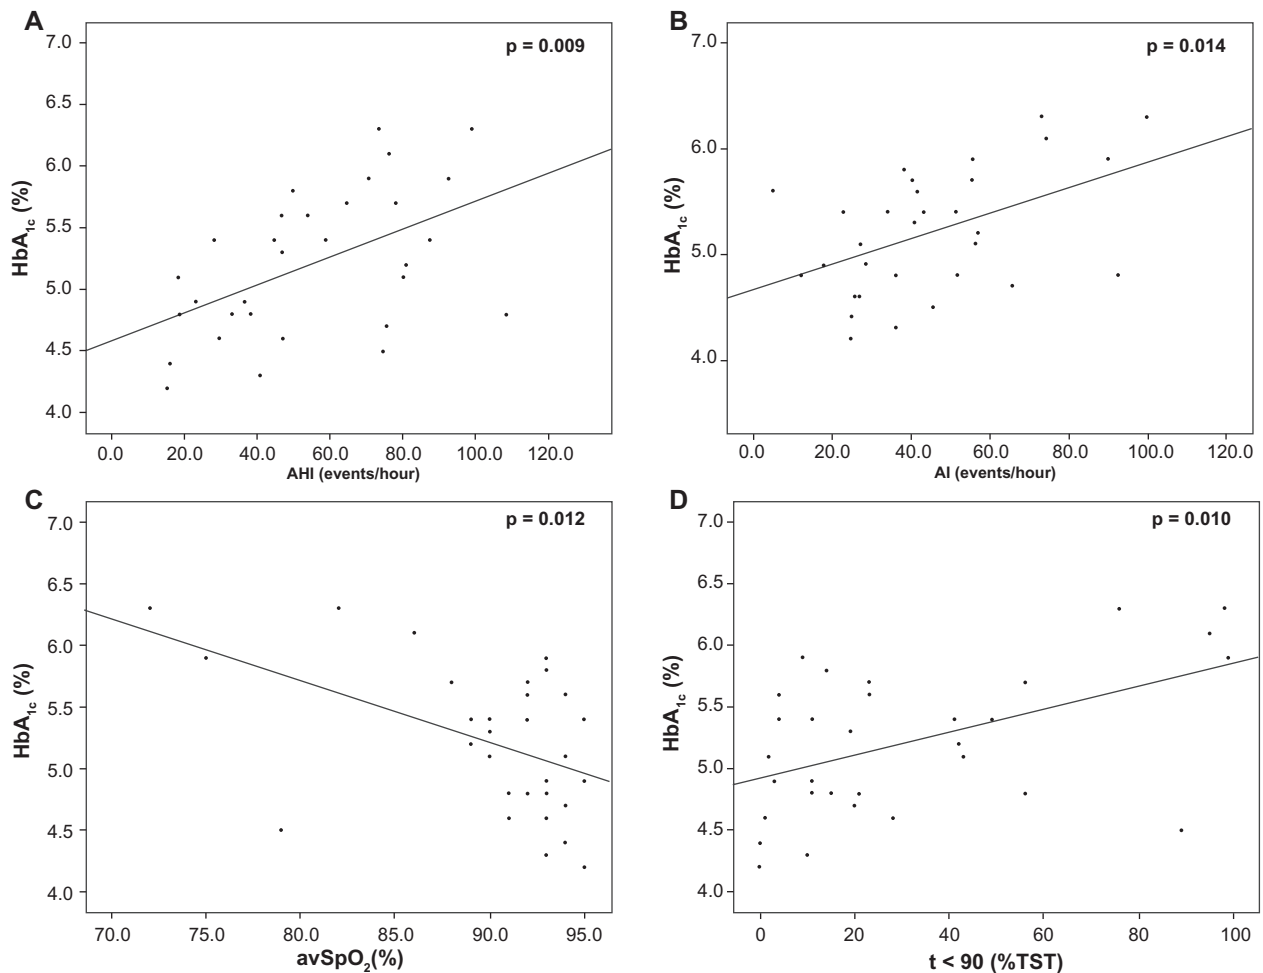 A
p = 0.009
7.0
6.5
6.0
5.5
5.0
4.5
4.0
HbA1c (%)
0.0 20.0 40.0 60.0 80.0 100.0 120.0
AHI (events/hour)
B
p = 0.014
7.0
6.0
5.0
4.0
HbA1c (%)
0.0 20.0 40.0 60.0 80.0 100.0 120.0
AI (events/hour)
C
p = 0.012
7.0
6.5
6.0
5.5
5.0
4.5
4.0
HbA1c (%)
70.0 75.0 80.0 85.0 90.0 95.0
avSpO2(%)
D
p = 0.010
7.0
6.5
6.0
5.5
5.0
4.5
4.0
HbA1c (%)
0 20 40 60 80 100
t < 90 (%TST)